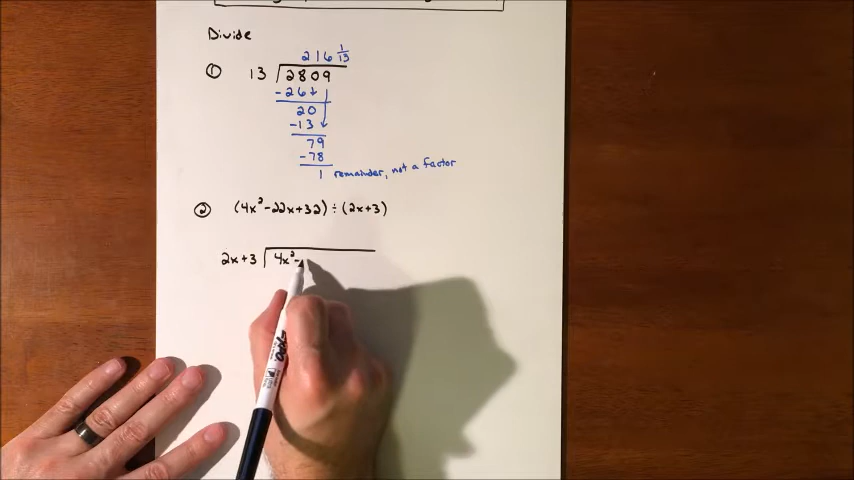 Divide
① 216 1/13
13 2809
-26
20
-13
79
-78
1 remainder, not a factor
② (4x²-22x+32) ÷ (2x+3)
2x+3 4x²-